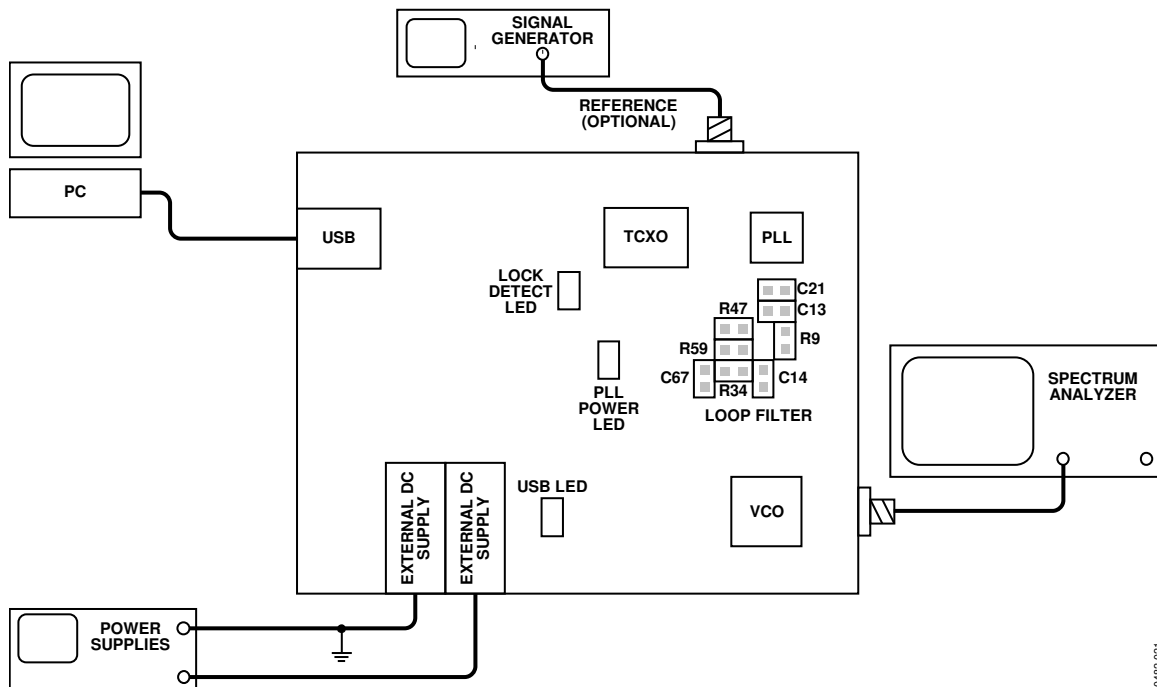 SIGNAL
GENERATOR
REFERENCE
(OPTIONAL)
PC
USB
TCXO
PLL
LOCK
DETECT
LED
C21
C13
R47
R9
R59
C67
R34
C14
LOOP FILTER
PLL
POWER
LED
SPECTRUM
ANALYZER
EXTERNAL DC
SUPPLY
EXTERNAL DC
SUPPLY
USB LED
VCO
POWER
SUPPLIES